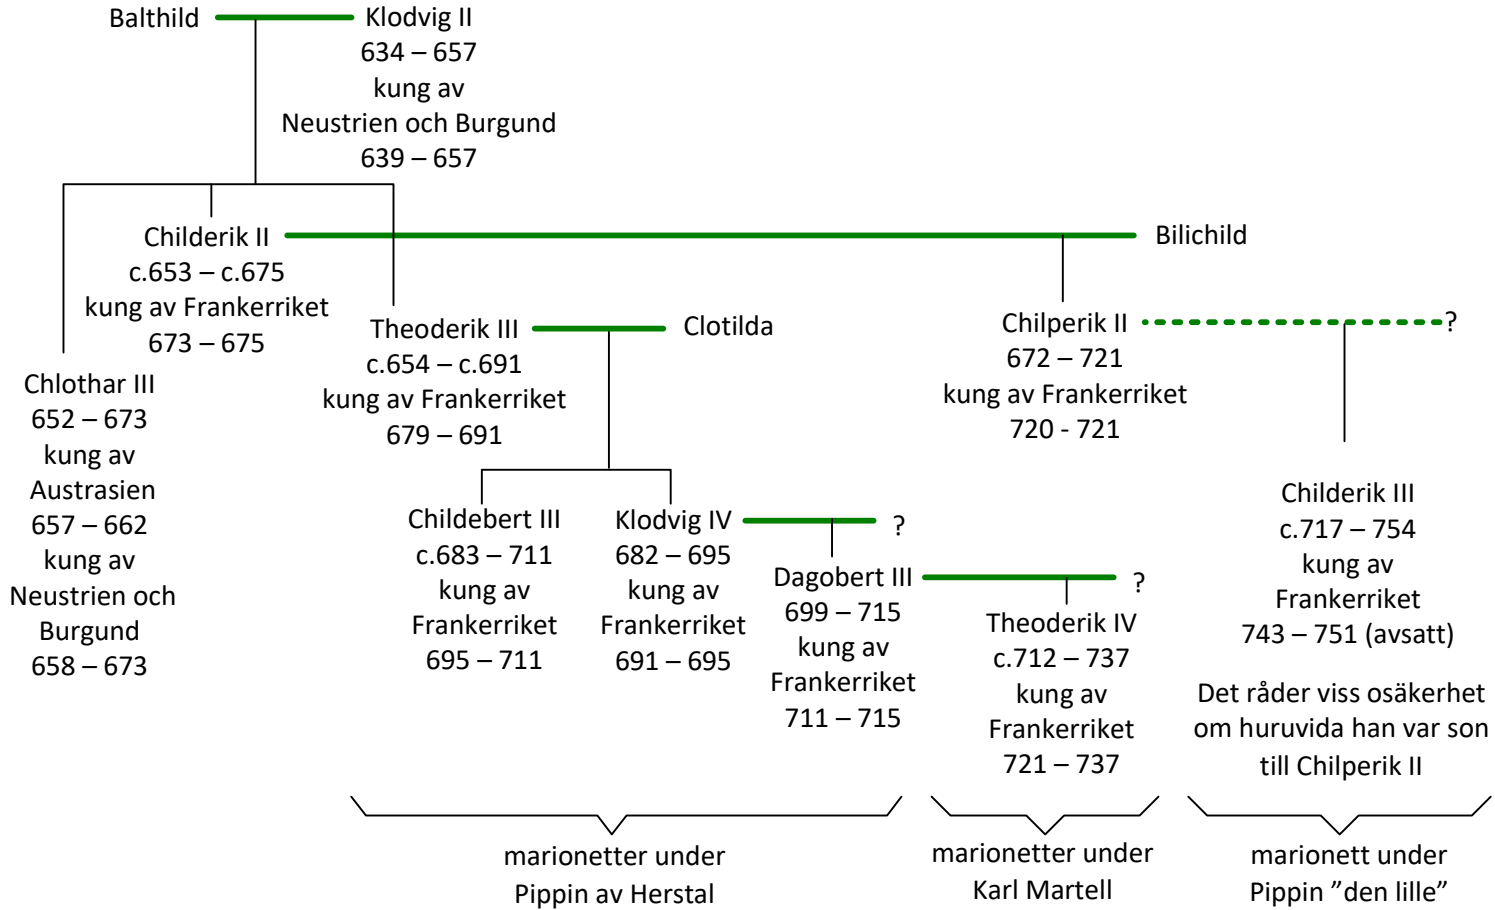 Balthild
Klodvig II
634 – 657
kung av
Neustrien och Burgund
639 – 657
Childerik II
c.653 – c.675
kung av Frankerriket
673 – 675
Bilichild
Chlothar III
652 – 673
kung av
Austrasien
657 – 662
kung av
Neustrien och
Burgund
658 – 673
Theoderik III
c.654 – c.691
kung av Frankerriket
679 – 691
Clotilda
Chilperik II
672 – 721
kung av Frankerriket
720 - 721
?
Childebert III
c.683 – 711
kung av
Frankerriket
695 – 711
Klodvig IV
682 – 695
kung av
Frankerriket
691 – 695
?
Dagobert III
699 – 715
kung av
Frankerriket
711 – 715
?
Theoderik IV
c.712 – 737
kung av
Frankerriket
721 – 737
Childerik III
c.717 – 754
kung av
Frankerriket
743 – 751 (avsatt)
Det råder viss osäkerhet
om huruvida han var son
till Chilperik II
marionetter under
Pippin av Herstal
marionetter under
Karl Martell
marionett under
Pippin ”den lille”